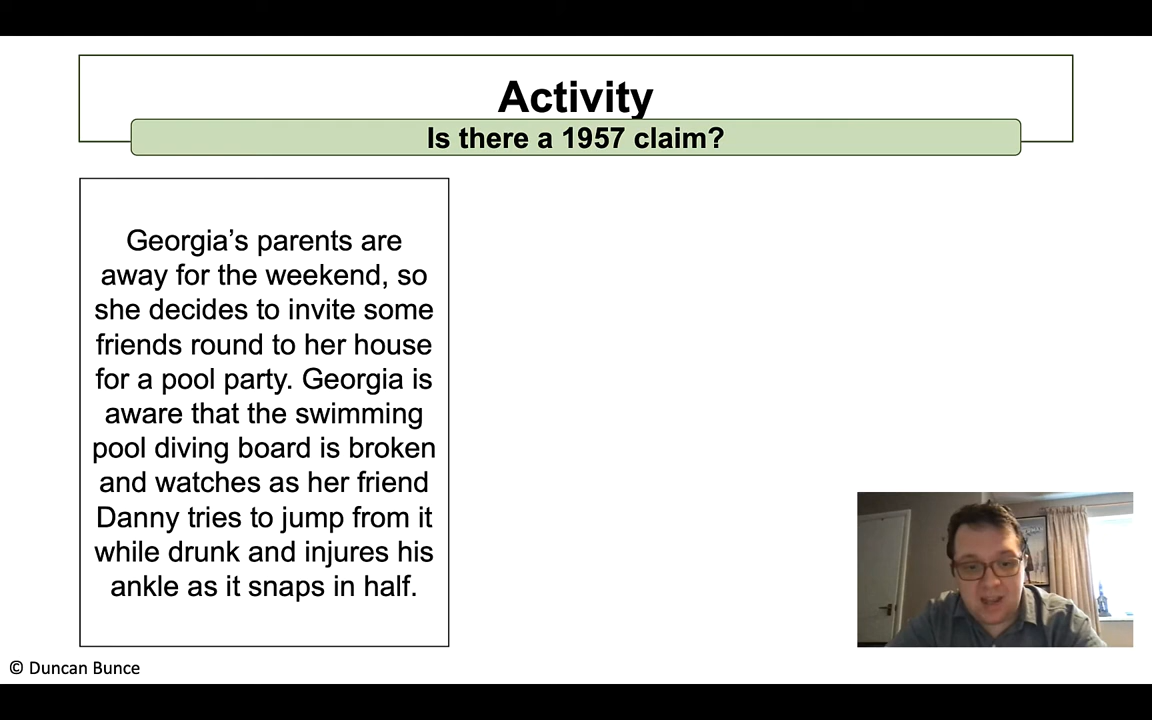 Activity
Is there a 1957 claim?
Georgia’s parents are
away for the weekend, so
she decides to invite some
friends round to her house
for a pool party. Georgia is
aware that the swimming
pool diving board is broken
and watches as her friend
Danny tries to jump from it
while drunk and injures his
ankle as it snaps in half.
© Duncan Bunce